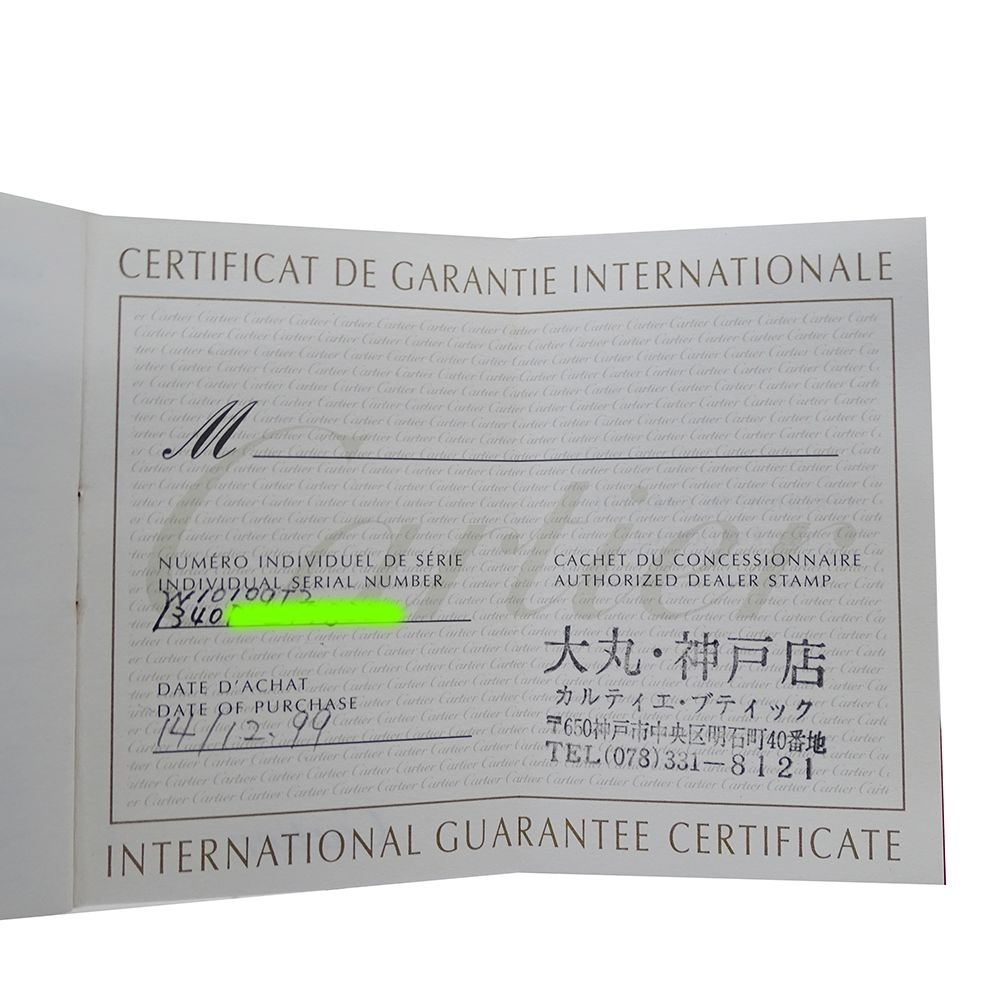 CERTIFICAT DE GARANTIE INTERNATIONALE
M
Cartier
NUMÉRO INDIVIDUEL DE SÉRIE
INDIVIDUAL SERIAL NUMBER
W10100T2
340
DATE D'ACHAT
DATE OF PURCHASE
14/12.99
CACHET DU CONCESSIONNAIRE
AUTHORIZED DEALER STAMP
大丸・神戸店
カルティエ・ブティック
〒650神戸市中央区明石町40番地
TEL(078)331-8121
INTERNATIONAL GUARANTEE CERTIFICATE